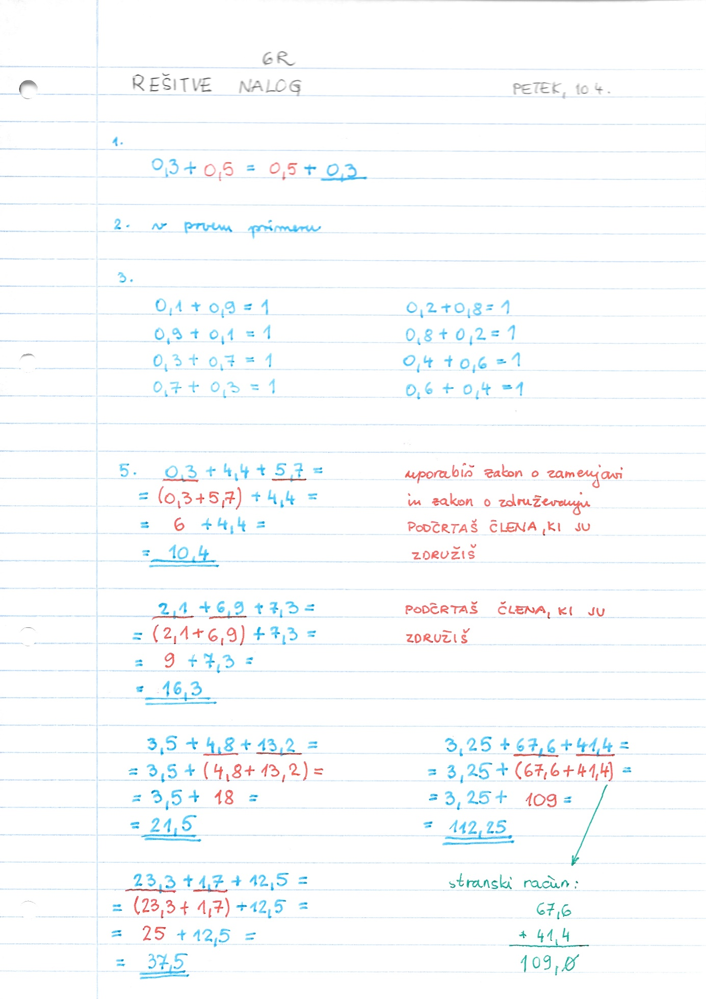 6R
REŠITVE NALOG
PETEK, 10.4.
1.
0,3 + 0,5 = 0,5 + 0,3
2. v prvem primeru
3.
0,1 + 0,9 = 1
0,9 + 0,1 = 1
0,3 + 0,7 = 1
0,7 + 0,3 = 1
0,2 + 0,8 = 1
0,8 + 0,2 = 1
0,4 + 0,6 = 1
0,6 + 0,4 = 1
5. 0,3 + 4,4 + 5,7 =
= (0,3 + 5,7) + 4,4 =
= 6 + 4,4 =
= 10,4
uporabiš zakon o zamenjavi
in zakon o združevanju
PODČRTAŠ ČLENA, KI JU
ZDRUŽIŠ
2,1 + 6,9 + 7,3 =
= (2,1 + 6,9) + 7,3 =
= 9 + 7,3 =
= 16,3
PODČRTAŠ ČLENA, KI JU
ZDRUŽIŠ
3,5 + 4,8 + 13,2 =
= 3,5 + (4,8 + 13,2) =
= 3,5 + 18 =
= 21,5
3,25 + 67,6 + 41,4 =
= 3,25 + (67,6 + 41,4) =
= 3,25 + 109 =
= 112,25
23,3 + 1,7 + 12,5 =
= (23,3 + 1,7) + 12,5 =
= 25 + 12,5 =
= 37,5
stranski račun:
67,6
+ 41,4
109,0